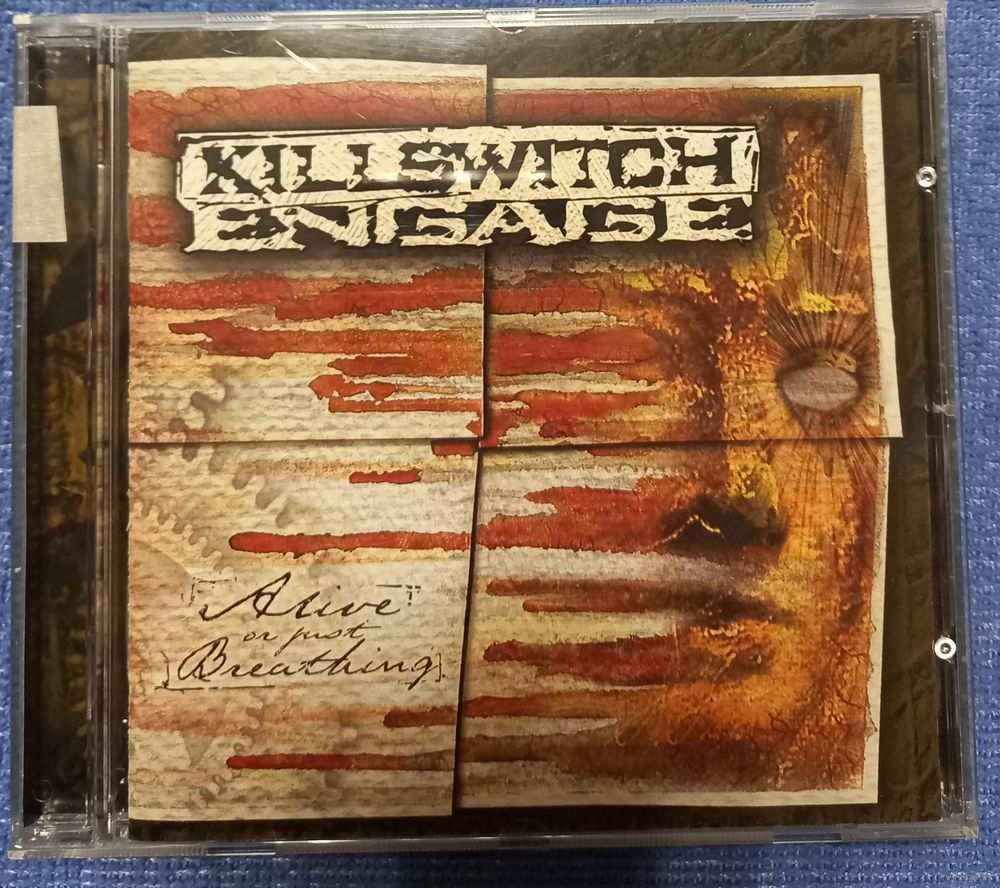 KILLSWITCH
ENGAGE
"Alive"
or just
[Breathing]